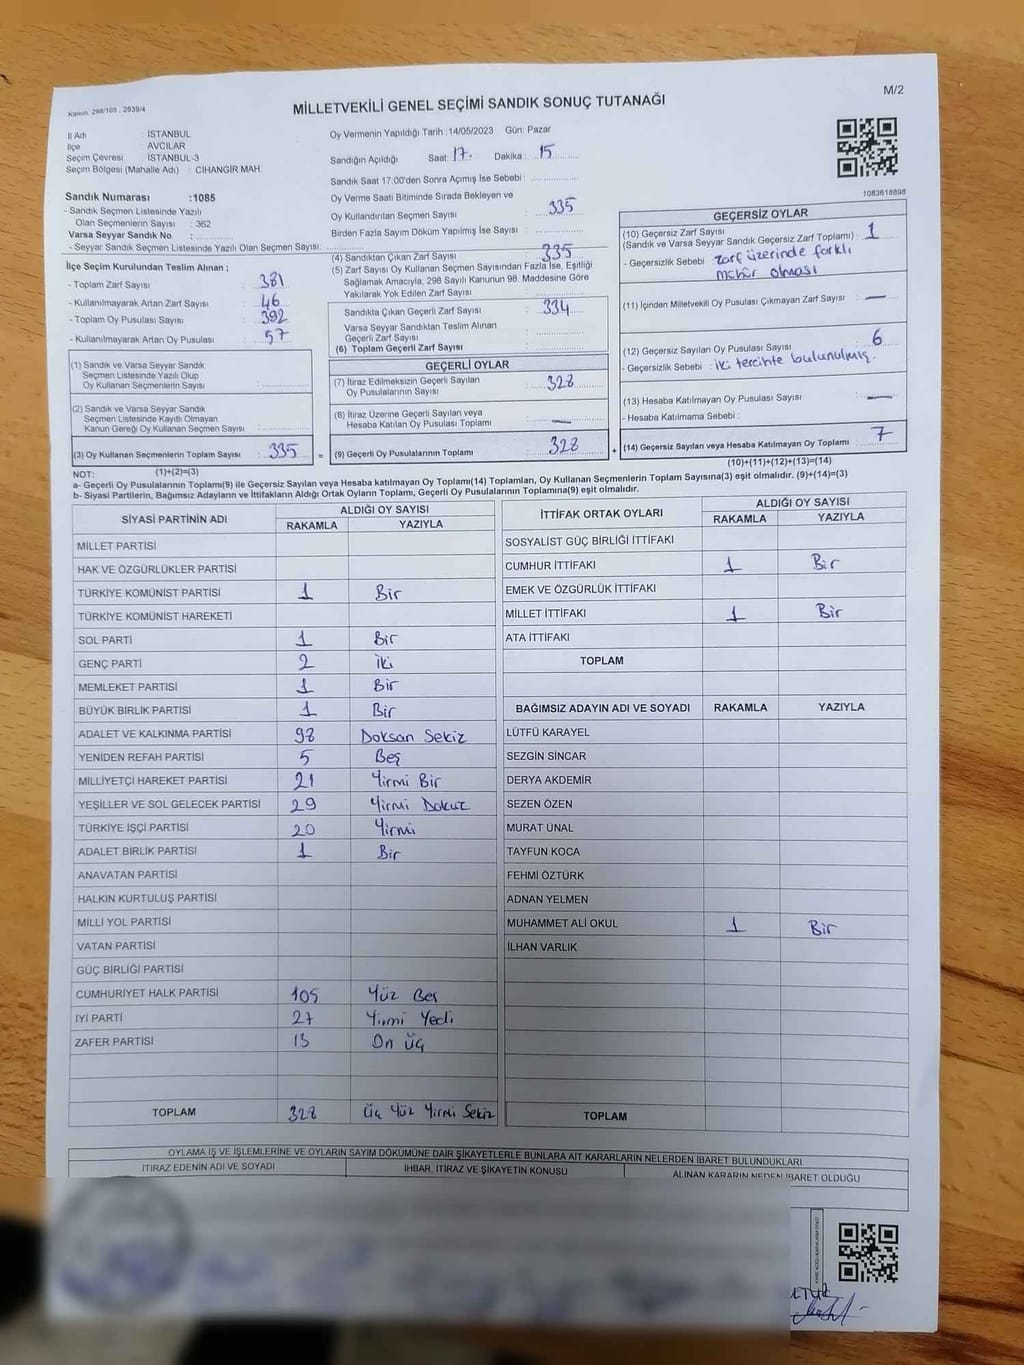 Kanun: 298/105 , 2839/4
MİLLETVEKİLİ GENEL SEÇİMİ SANDIK SONUÇ TUTANAĞI
M/2
İl Adı : İSTANBUL
İlçe : AVCILAR
Seçim Çevresi : İSTANBUL-3
Seçim Bölgesi (Mahalle Adı) : CİHANGİR MAH.
Oy Vermenin Yapıldığı Tarih :14/05/2023 Gün: Pazar
Sandığın Açıldığı Saat : 17. Dakika : 15
Sandık Saat 17:00'den Sonra Açımış İse Sebebi :
Sandık Numarası :1085
- Sandık Seçmen Listesinde Yazılı
Olan Seçmenlerin Sayısı : 362
Varsa Seyyar Sandık No :
- Seyyar Sandık Seçmen Listesinde Yazılı Olan Seçmen Sayısı:
Oy Verme Saati Bitiminde Sırada Bekleyen ve
Oy Kullandırılan Seçmen Sayısı : 335
Birden Fazla Sayım Döküm Yapılmış İse Sayısı :
1083618898
İlçe Seçim Kurulundan Teslim Alınan ;
- Toplam Zarf Sayısı : 381
- Kullanılmayarak Artan Zarf Sayısı : 46
- Toplam Oy Pusulası Sayısı : 392
- Kullanılmayarak Artan Oy Pusulası : 57
(4) Sandıktan Çıkan Zarf Sayısı : 335
(5) Zarf Sayısı Oy Kullanan Seçmen Sayısından Fazla İse, Eşitliği
Sağlamak Amacıyla, 298 Sayılı Kanunun 98. Maddesine Göre
Yakılarak Yok Edilen Zarf Sayısı :
Sandıkta Çıkan Geçerli Zarf Sayısı : 334
Varsa Seyyar Sandıktan Teslim Alınan
Geçerli Zarf Sayısı :
(6) Toplam Geçerli Zarf Sayısı :
GEÇERSİZ OYLAR
(10) Geçersiz Zarf Sayısı
(Sandık ve Varsa Seyyar Sandık Geçersiz Zarf Toplamı) : 1
- Geçersizlik Sebebi : zarf üzerinde farklı
mühür olması
(11) İçinden Milletvekili Oy Pusulası Çıkmayan Zarf Sayısı : —
(12) Geçersiz Sayılan Oy Pusulası Sayısı : 6
- Geçersizlik Sebebi : iki tercihte bulunulmuş.
(13) Hesaba Katılmayan Oy Pusulası Sayısı : —
- Hesaba Katılmama Sebebi :
(14) Geçersiz Sayılan veya Hesaba Katılmayan Oy Toplamı : 7
(10)+(11)+(12)+(13)=(14)
(1) Sandık ve Varsa Seyyar Sandık
Seçmen Listesinde Yazılı Olup
Oy Kullanan Seçmenlerin Sayısı :
(2) Sandık ve Varsa Seyyar Sandık
Seçmen Listesinde Kayıtlı Olmayan
Kanun Gereği Oy Kullanan Seçmen Sayısı :
(3) Oy Kullanan Seçmenlerin Toplam Sayısı : 335 =
GEÇERLİ OYLAR
(7) İtiraz Edilmeksizin Geçerli Sayılan
Oy Pusulalarının Sayısı : 328
(8) İtiraz Üzerine Geçerli Sayılan veya
Hesaba Katılan Oy Pusulası Toplamı : —
(9) Geçerli Oy Pusulalarının Toplamı : 328 +
NOT: (1)+(2)=(3)
a- Geçerli Oy Pusulalarının Toplamı(9) ile Geçersiz Sayılan veya Hesaba Katılmayan Oy Toplamı(14) Toplamları, Oy Kullanan Seçmenlerin Toplam Sayısına(3) eşit olmalıdır. (9)+(14)=(3)
b- Siyasi Partilerin, Bağımsız Adayların ve İttifakların Aldığı Ortak Oyların Toplamı, Geçerli Oy Pusulalarının Toplamına(9) eşit olmalıdır.
SİYASİ PARTİNİN ADI ALDIĞI OY SAYISI
RAKAMLA YAZIYLA
MİLLET PARTİSİ
HAK VE ÖZGÜRLÜKLER PARTİSİ
TÜRKİYE KOMÜNİST PARTİSİ 1 Bir
TÜRKİYE KOMÜNİST HAREKETİ
SOL PARTİ 1 Bir
GENÇ PARTİ 2 İki
MEMLEKET PARTİSİ 1 Bir
BÜYÜK BİRLİK PARTİSİ 1 Bir
ADALET VE KALKINMA PARTİSİ 98 Doksan Sekiz
YENİDEN REFAH PARTİSİ 5 Beş
MİLLİYETÇİ HAREKET PARTİSİ 21 Yirmi Bir
YEŞİLLER VE SOL GELECEK PARTİSİ 29 Yirmi Dokuz
TÜRKİYE İŞÇİ PARTİSİ 20 Yirmi
ADALET BİRLİK PARTİSİ 1 Bir
ANAVATAN PARTİSİ
HALKIN KURTULUŞ PARTİSİ
MİLLİ YOL PARTİSİ
VATAN PARTİSİ
GÜÇ BİRLİĞİ PARTİSİ
CUMHURİYET HALK PARTİSİ 105 Yüz Beş
İYİ PARTİ 27 Yirmi Yedi
ZAFER PARTİSİ 13 On Üç
TOPLAM 328 Üç Yüz Yirmi Sekiz
İTTİFAK ORTAK OYLARI ALDIĞI OY SAYISI
RAKAMLA YAZIYLA
SOSYALİST GÜÇ BİRLİĞİ İTTİFAKI
CUMHUR İTTİFAKI 1 Bir
EMEK VE ÖZGÜRLÜK İTTİFAKI
MİLLET İTTİFAKI 1 Bir
ATA İTTİFAKI
TOPLAM
BAĞIMSIZ ADAYIN ADI VE SOYADI RAKAMLA YAZIYLA
LÜTFÜ KARAYEL
SEZGİN SİNCAR
DERYA AKDEMİR
SEZEN ÖZEN
MURAT ÜNAL
TAYFUN KOCA
FEHMİ ÖZTÜRK
ADNAN YELMEN
MUHAMMET ALİ OKUL 1 Bir
İLHAN VARLIK
TOPLAM
OYLAMA İŞ VE İŞLEMLERİNE VE OYLARIN SAYIM DÖKÜMÜNE DAİR ŞİKAYETLERLE BUNLARA AİT KARARLARIN NELERDEN İBARET BULUNDUKLARI
İTİRAZ EDENİN ADI VE SOYADI İHBAR, İTİRAZ VE ŞİKAYETİN KONUSU ALINAN KARARIN NEDEN İBARET OLDUĞU